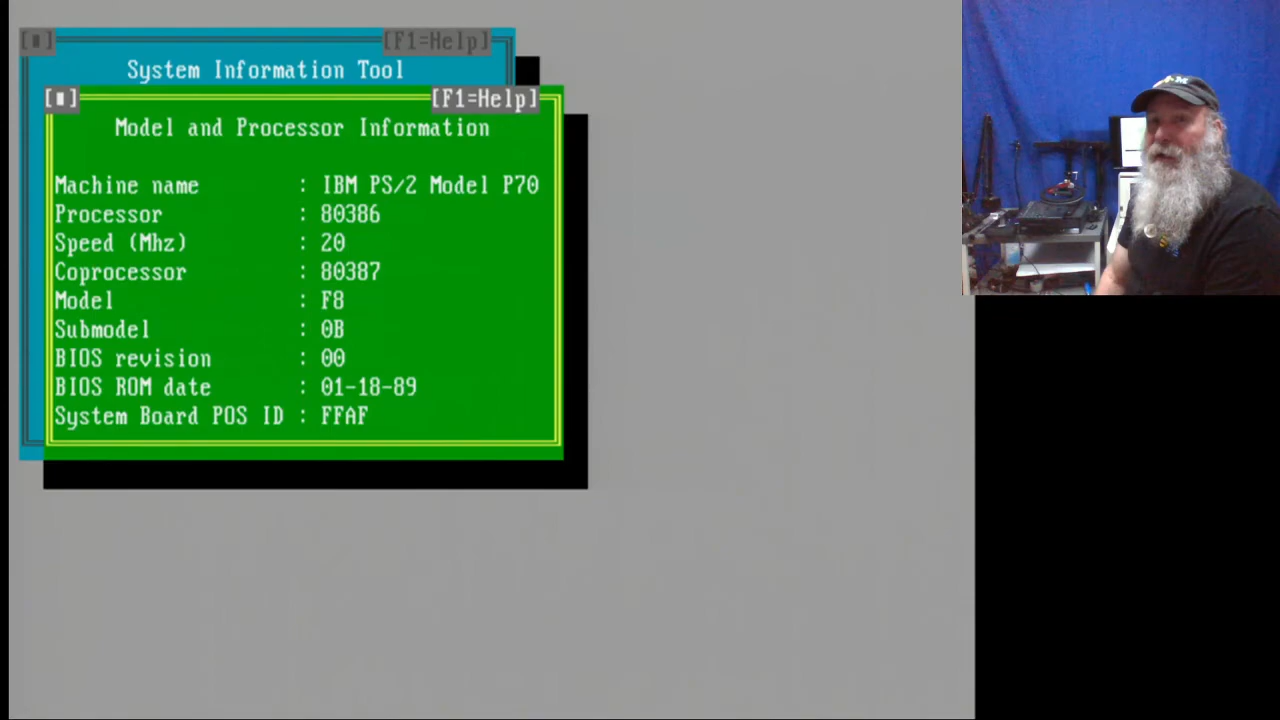 [■] [F1=Help]
System Information Tool
[■] [F1=Help]
Model and Processor Information
Machine name : IBM PS/2 Model P70
Processor : 80386
Speed (Mhz) : 20
Coprocessor : 80387
Model : F8
Submodel : 0B
BIOS revision : 00
BIOS ROM date : 01-18-89
System Board POS ID : FFAF